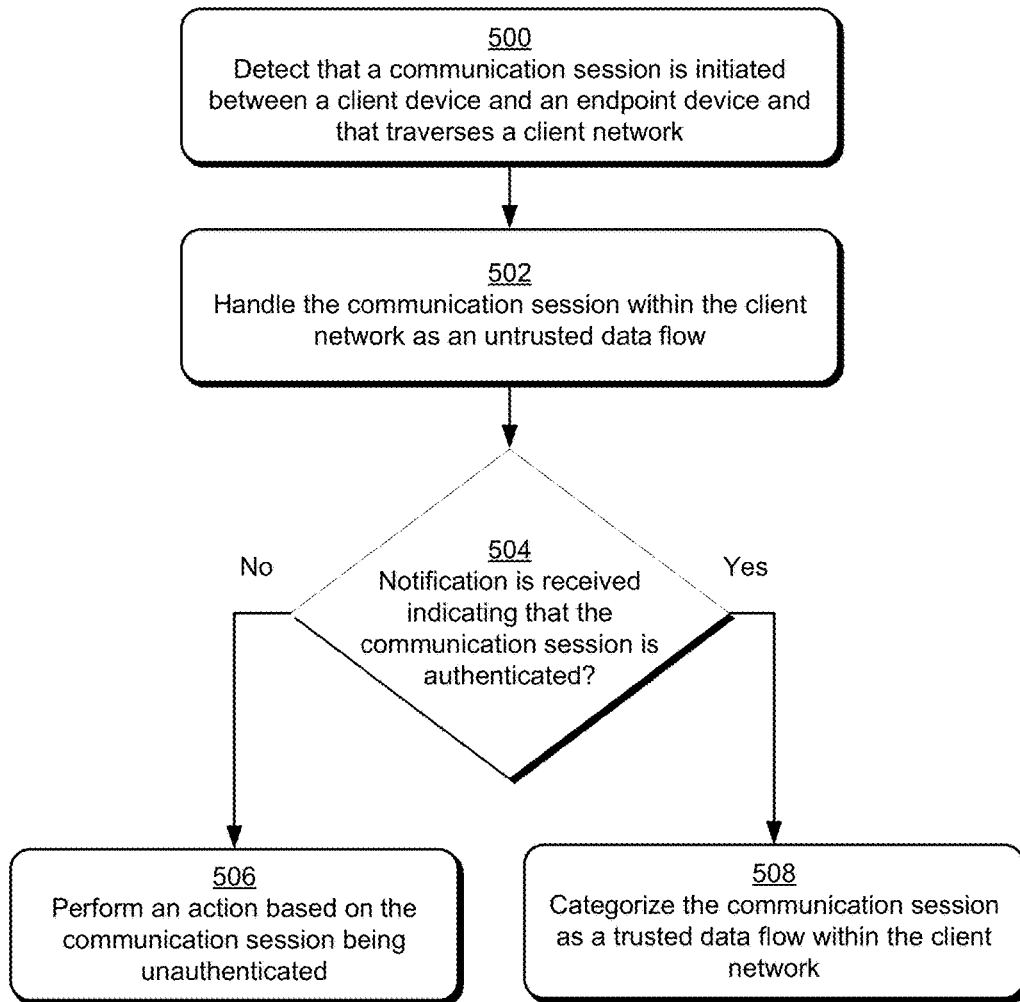 500
Detect that a communication session is initiated
between a client device and an endpoint device and
that traverses a client network
502
Handle the communication session within the client
network as an untrusted data flow
504
Notification is received
indicating that the
communication session is
authenticated?
No
Yes
506
Perform an action based on the
communication session being
unauthenticated
508
Categorize the communication session
as a trusted data flow within the client
network